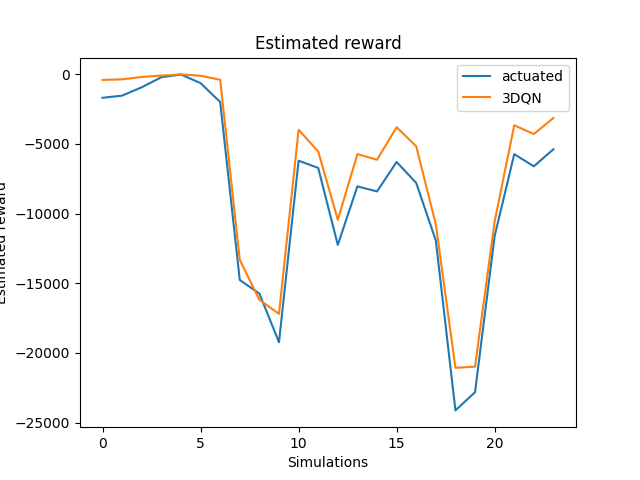 Estimated reward
actuated
3DQN
0
−5000
−10000
−15000
−20000
−25000
Estimated reward
0
5
10
15
20
Simulations